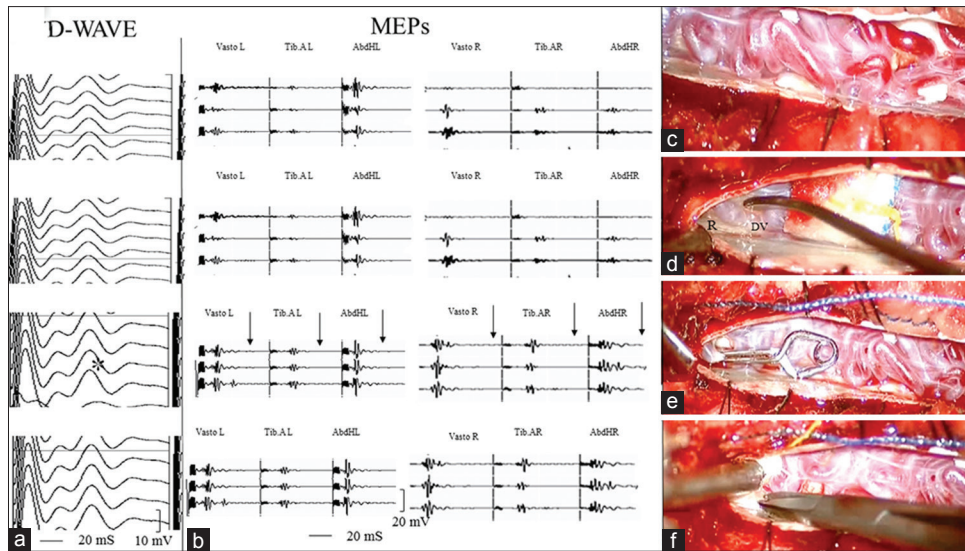 D-WAVE
MEPs
Vasto L Tib.A L AbdHL Vasto R Tib.AR AbdHR
Vasto L Tib.A L AbdHL Vasto R Tib.AR AbdHR
Vasto L Tib.A L AbdHL Vasto R Tib.AR AbdHR
*
Vasto L Tib.A L AbdHL Vasto R Tib.AR AbdHR
20 mS 10 mV
20 mS 20 mV
a
b
c
R DV
d
e
f